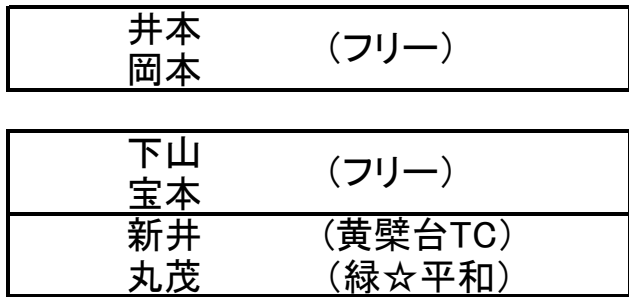 井本
岡本
(フリー)
下山
宝本
(フリー)
新井 (黄檗台TC)
丸茂 (緑☆平和)